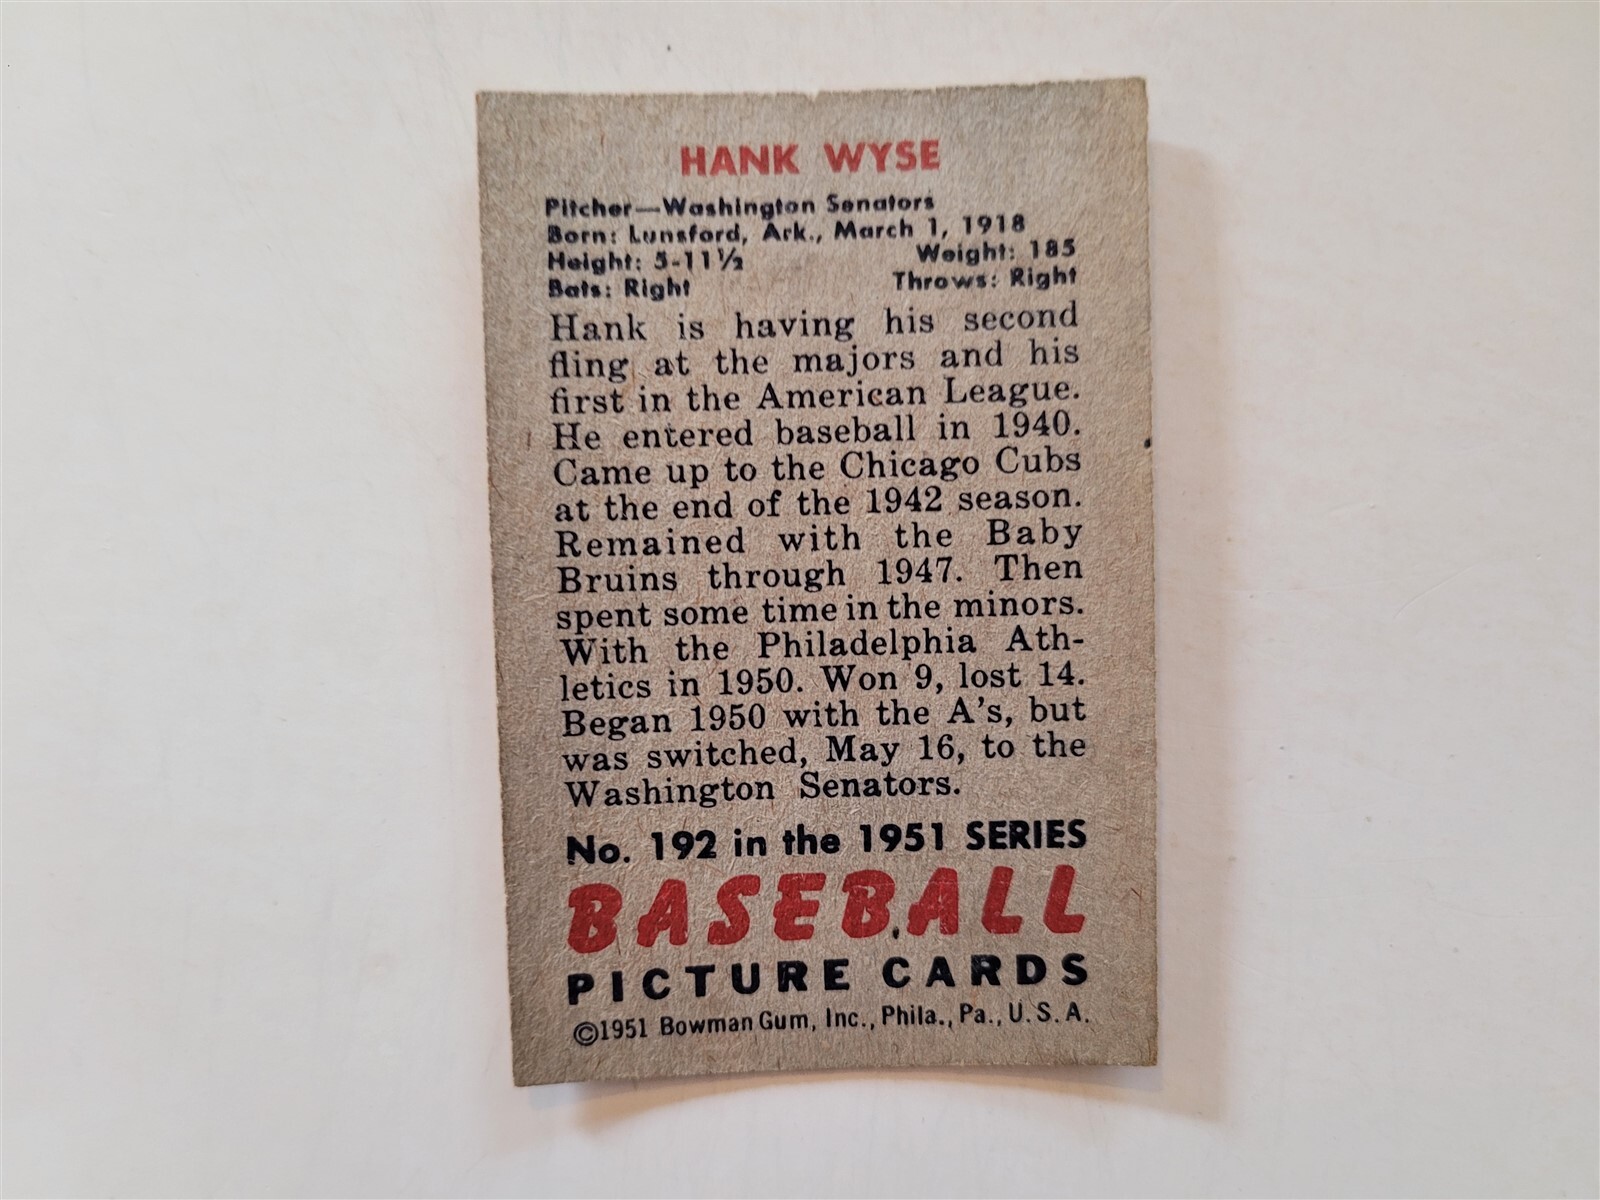 HANK WYSE
Pitcher—Washington Senators
Born: Lunsford, Ark., March 1, 1918
Height: 5-11½ Weight: 185
Bats: Right Throws: Right
Hank is having his second
fling at the majors and his
first in the American League.
He entered baseball in 1940.
Came up to the Chicago Cubs
at the end of the 1942 season.
Remained with the Baby
Bruins through 1947. Then
spent some time in the minors.
With the Philadelphia Ath-
letics in 1950. Won 9, lost 14.
Began 1950 with the A's, but
was switched, May 16, to the
Washington Senators.
No. 192 in the 1951 SERIES
BASEBALL
PICTURE CARDS
©1951 Bowman Gum, Inc., Phila., Pa., U. S. A.